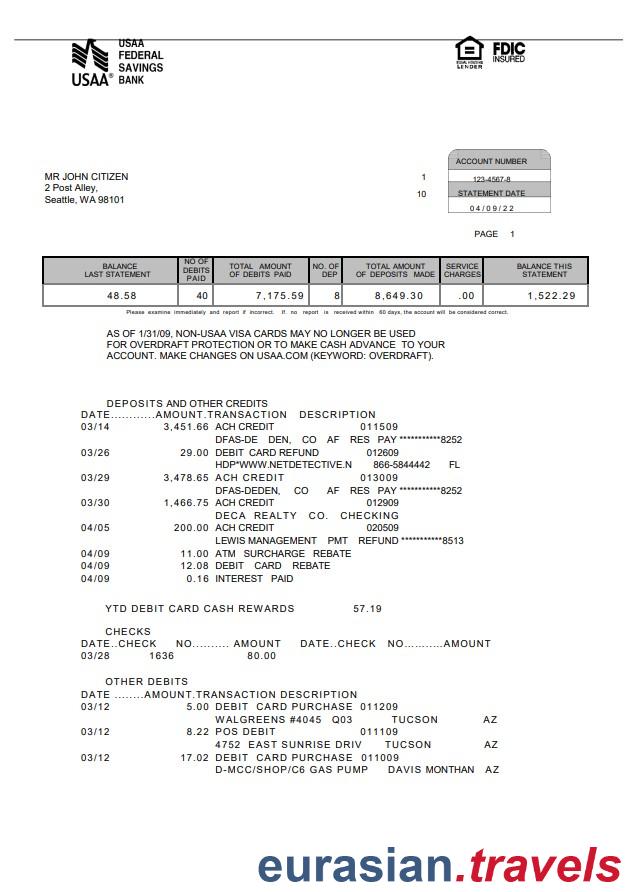 USAA
FEDERAL
SAVINGS
BANK
USAA®
EQUAL HOUSING
LENDER
FDIC
INSURED
MR JOHN CITIZEN
2 Post Alley,
Seattle, WA 98101
1
10
ACCOUNT NUMBER
123-4567-8
STATEMENT DATE
04/09/22
PAGE 1
BALANCE LAST STATEMENT NO OF DEBITS PAID TOTAL AMOUNT OF DEBITS PAID NO. OF DEP TOTAL AMOUNT OF DEPOSITS MADE SERVICE CHARGES BALANCE THIS STATEMENT
48.58 40 7,175.59 8 8,649.30 .00 1,522.29
Please examine immediately and report if incorrect. If no report is received within 60 days, the account will be considered correct.
AS OF 1/31/09, NON-USAA VISA CARDS MAY NO LONGER BE USED
FOR OVERDRAFT PROTECTION OR TO MAKE CASH ADVANCE TO YOUR
ACCOUNT. MAKE CHANGES ON USAA.COM (KEYWORD: OVERDRAFT).
DEPOSITS AND OTHER CREDITS
DATE............AMOUNT.TRANSACTION DESCRIPTION
03/14 3,451.66 ACH CREDIT 011509
DFAS-DE DEN, CO AF RES PAY ***********8252
03/26 29.00 DEBIT CARD REFUND 012609
HDP*WWW.NETDETECTIVE.N 866-5844442 FL
03/29 3,478.65 ACH CREDIT 013009
DFAS-DEDEN, CO AF RES PAY ***********8252
03/30 1,466.75 ACH CREDIT 012909
DECA REALTY CO. CHECKING
04/05 200.00 ACH CREDIT 020509
LEWIS MANAGEMENT PMT REFUND ***********8513
04/09 11.00 ATM SURCHARGE REBATE
04/09 12.08 DEBIT CARD REBATE
04/09 0.16 INTEREST PAID
YTD DEBIT CARD CASH REWARDS 57.19
CHECKS
DATE..CHECK NO.......... AMOUNT DATE..CHECK NO..........AMOUNT
03/28 1636 80.00
OTHER DEBITS
DATE ........AMOUNT.TRANSACTION DESCRIPTION
03/12 5.00 DEBIT CARD PURCHASE 011209
WALGREENS #4045 Q03 TUCSON AZ
03/12 8.22 POS DEBIT 011109
4752 EAST SUNRISE DRIV TUCSON AZ
03/12 17.02 DEBIT CARD PURCHASE 011009
D-MCC/SHOP/C6 GAS PUMP DAVIS MONTHAN AZ
eurasian.travels